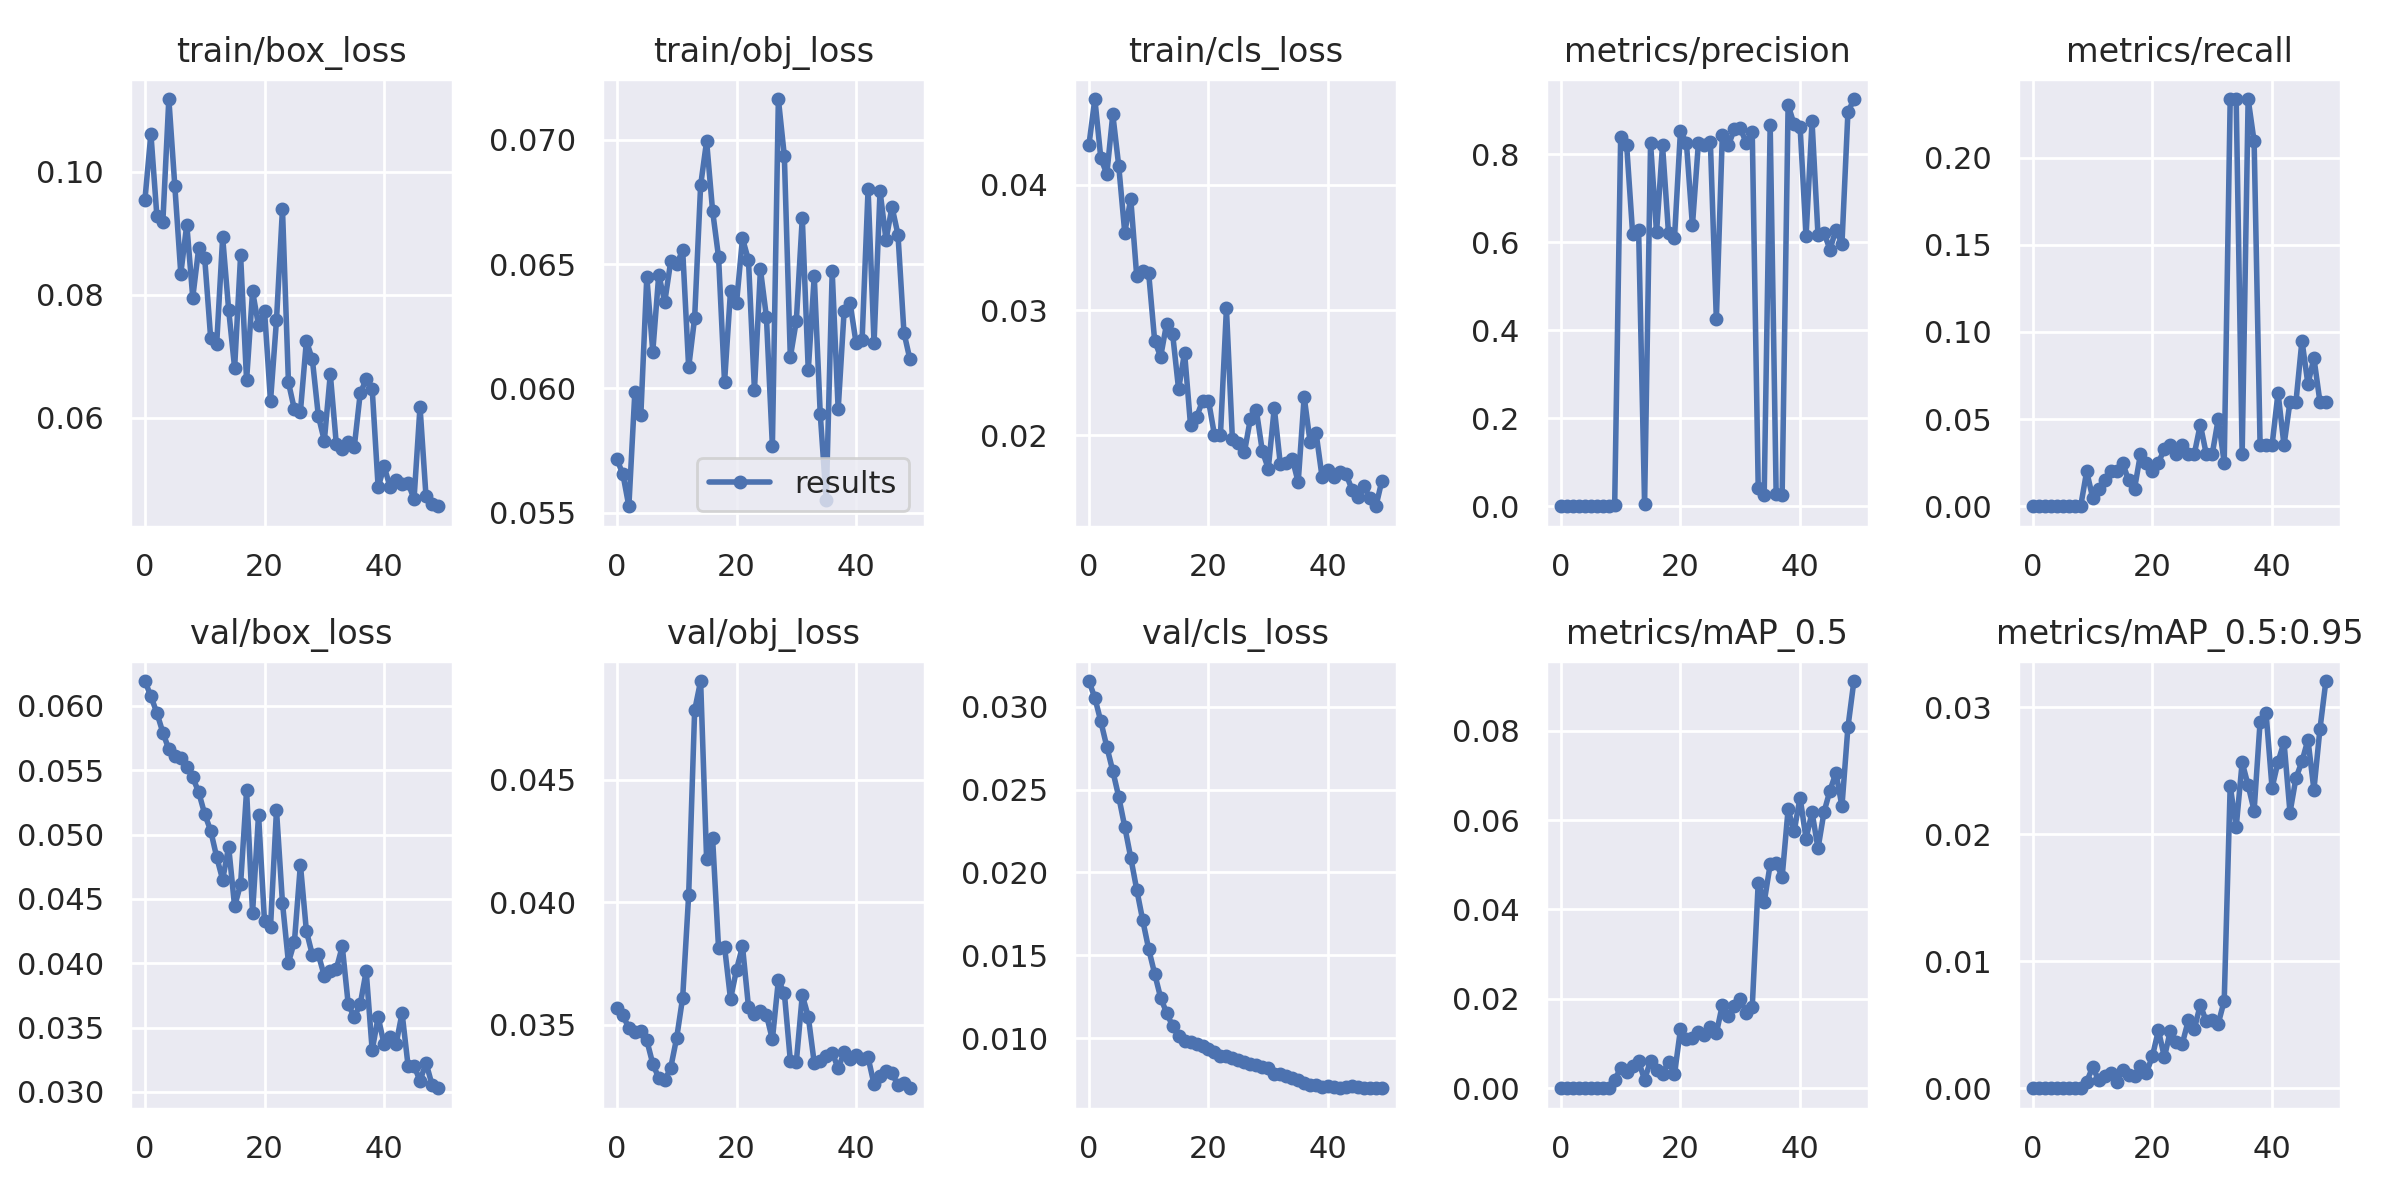 train/box_loss
train/obj_loss
train/cls_loss
metrics/precision
metrics/recall
0.10
0.08
0.06
0 20 40
0.070
0.065
0.060
0.055
results
0 20 40
0.04
0.03
0.02
0 20 40
0.8
0.6
0.4
0.2
0.0
0 20 40
0.20
0.15
0.10
0.05
0.00
0 20 40
val/box_loss
val/obj_loss
val/cls_loss
metrics/mAP_0.5
metrics/mAP_0.5:0.95
0.060
0.055
0.050
0.045
0.040
0.035
0.030
0 20 40
0.045
0.040
0.035
0 20 40
0.030
0.025
0.020
0.015
0.010
0 20 40
0.08
0.06
0.04
0.02
0.00
0 20 40
0.03
0.02
0.01
0.00
0 20 40